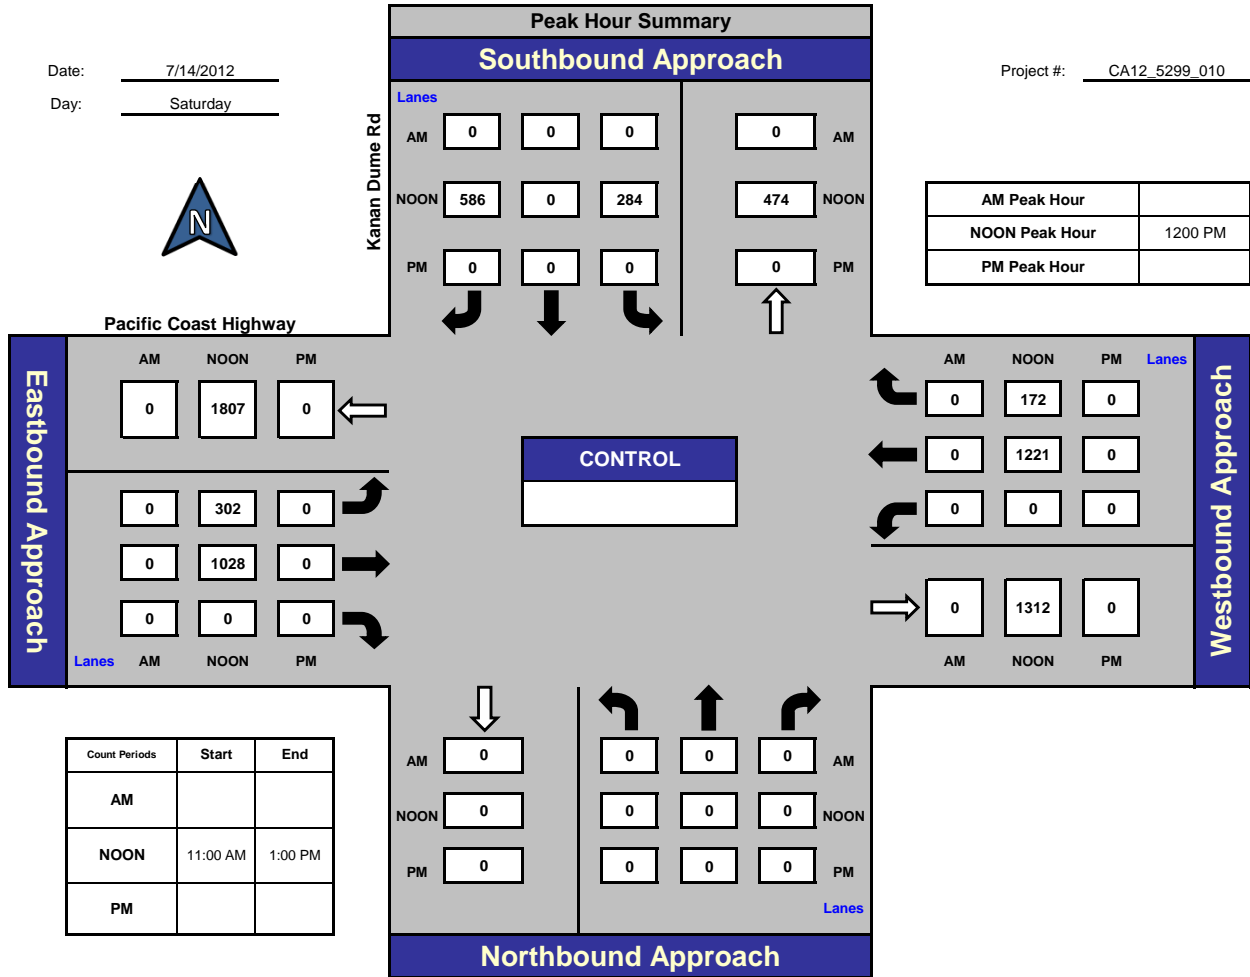 Peak Hour Summary
Southbound Approach
Date: 7/14/2012
Project #: CA12_5299_010
Day: Saturday
Lanes
Kanan Dume Rd
AM 0 0 0 0 AM
N
NOON 586 0 284 474 NOON
PM 0 0 0 0 PM
AM Peak Hour
NOON Peak Hour 1200 PM
PM Peak Hour
Pacific Coast Highway
Eastbound Approach
AM NOON PM
0 1807 0
0 302 0
0 1028 0
0 0 0
Lanes AM NOON PM
CONTROL
AM NOON PM Lanes
0 172 0
0 1221 0
0 0 0
0 1312 0
AM NOON PM
Westbound Approach
Count Periods Start End
AM
NOON 11:00 AM 1:00 PM
PM
AM 0 0 0 0 AM
NOON 0 0 0 0 NOON
PM 0 0 0 0 PM
Lanes
Northbound Approach